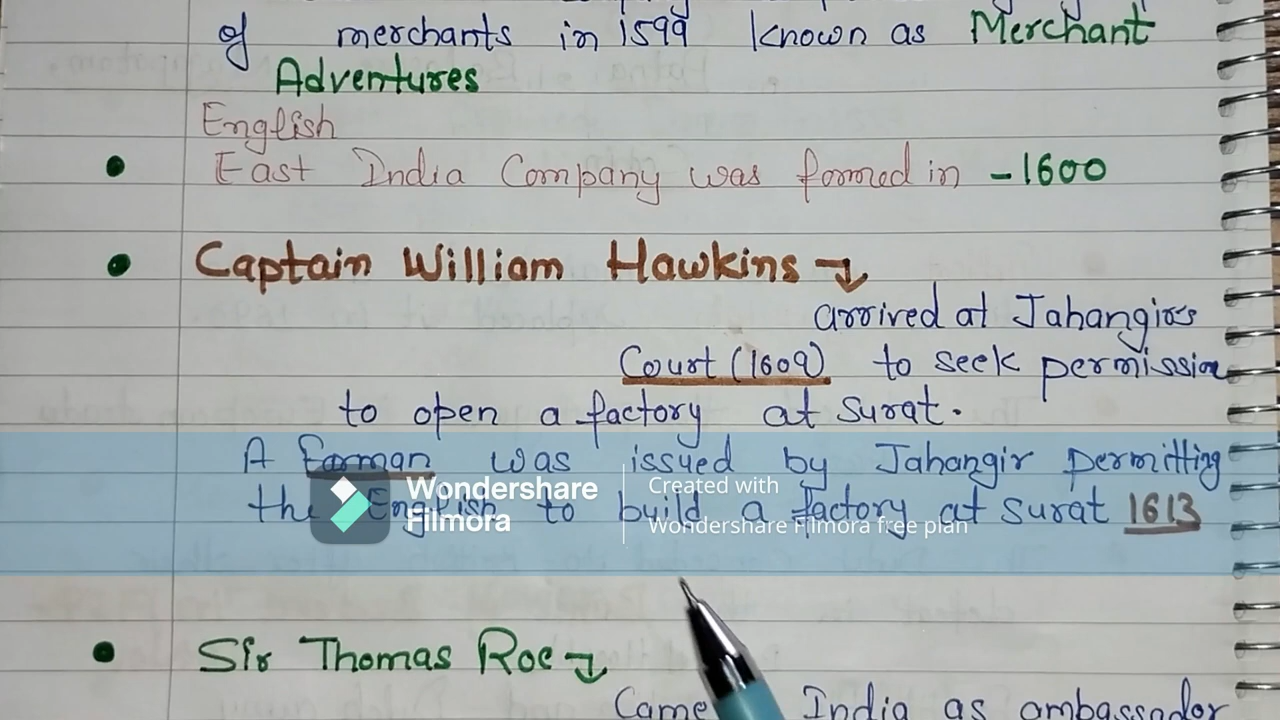 of merchants in 1599 known as Merchant
Adventures
English
East India Company was formed in - 1600
Captain William Hawkins
arrived at Jahangirs
Court (1609) to seek permission
to open a factory at Surat.
A farman was issued by Jahangir permitting
the English to build a factory at Surat 1613
Wondershare
Filmora
Created with
Wondershare Filmora free plan
Sir Thomas Roe
Came India as ambassador